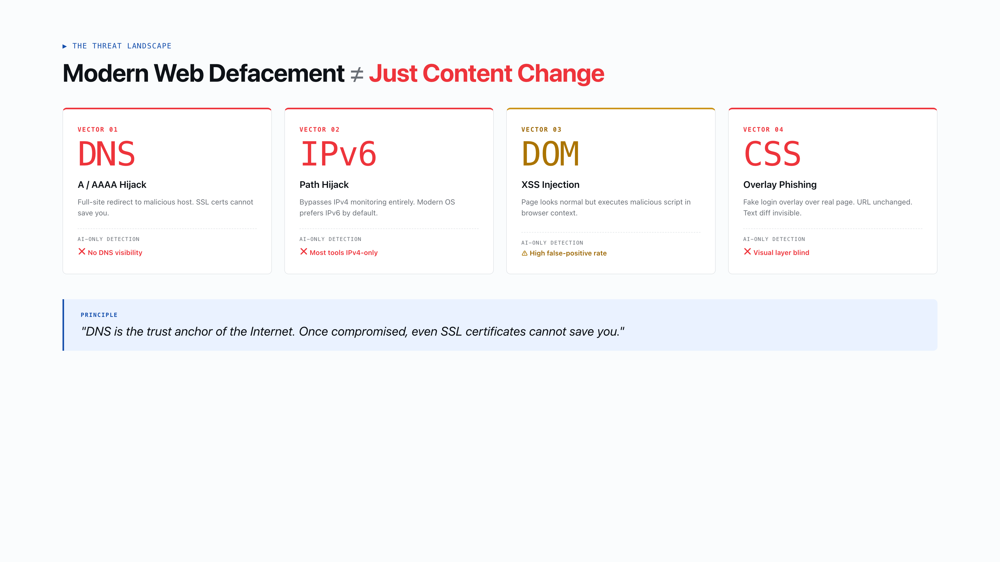 ▶ THE THREAT LANDSCAPE
Modern Web Defacement ≠ Just Content Change
VECTOR 01
DNS
A / AAAA Hijack
Full-site redirect to malicious host. SSL certs cannot
save you.
AI-ONLY DETECTION
❌ No DNS visibility
VECTOR 02
IPv6
Path Hijack
Bypasses IPv4 monitoring entirely. Modern OS
prefers IPv6 by default.
AI-ONLY DETECTION
❌ Most tools IPv4-only
VECTOR 03
DOM
XSS Injection
Page looks normal but executes malicious script in
browser context.
AI-ONLY DETECTION
⚠ High false-positive rate
VECTOR 04
CSS
Overlay Phishing
Fake login overlay over real page. URL unchanged.
Text diff invisible.
AI-ONLY DETECTION
❌ Visual layer blind
PRINCIPLE
"DNS is the trust anchor of the Internet. Once compromised, even SSL certificates cannot save you."